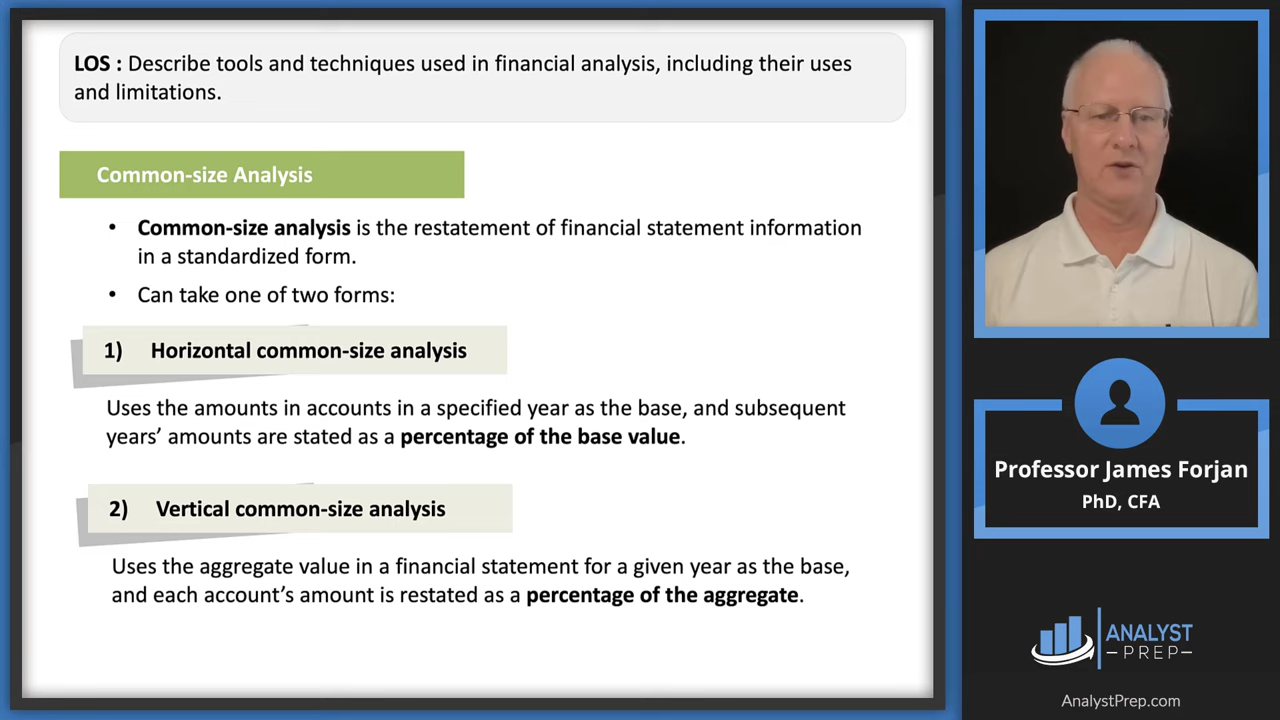 LOS : Describe tools and techniques used in financial analysis, including their uses
and limitations.
Common-size Analysis
• Common-size analysis is the restatement of financial statement information
in a standardized form.
• Can take one of two forms:
1) Horizontal common-size analysis
Uses the amounts in accounts in a specified year as the base, and subsequent
years’ amounts are stated as a percentage of the base value.
2) Vertical common-size analysis
Uses the aggregate value in a financial statement for a given year as the base,
and each account’s amount is restated as a percentage of the aggregate.
Professor James Forjan
PhD, CFA
ANALYST
PREP
AnalystPrep.com